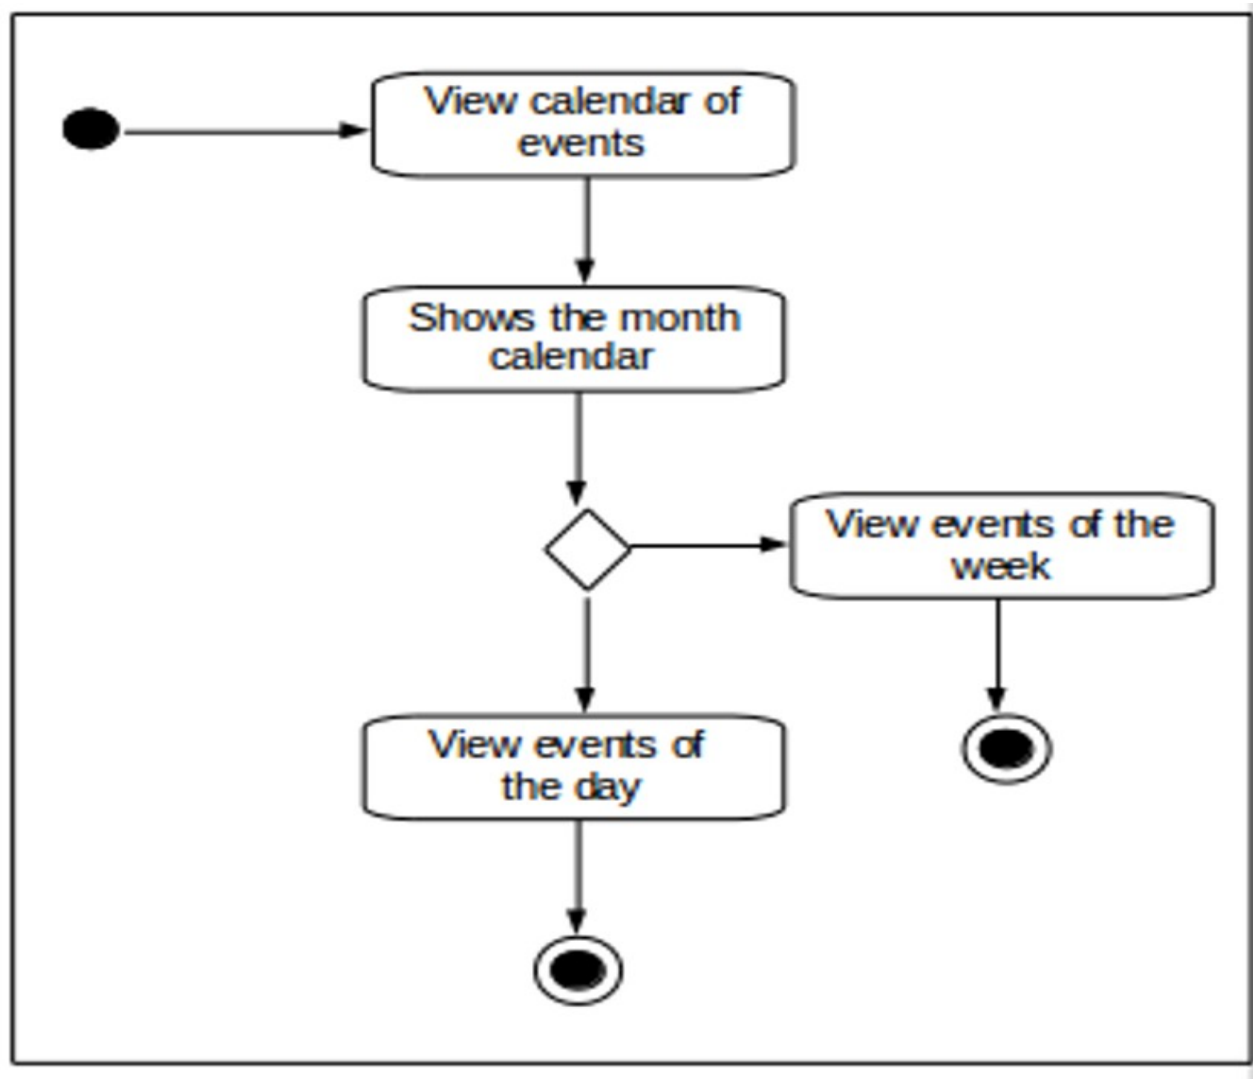 View calendar of
events
Shows the month
calendar
View events of the
week
View events of
the day